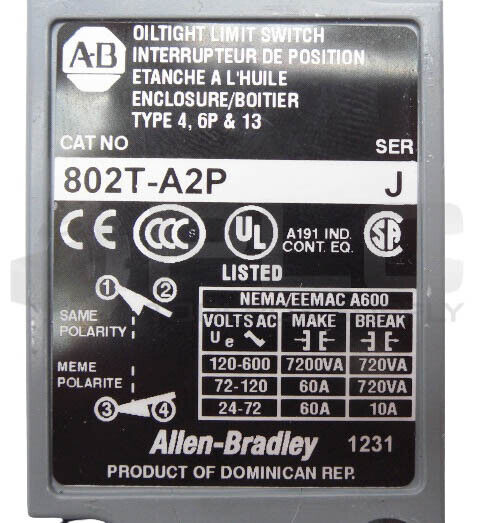 A-B
OILTIGHT LIMIT SWITCH
INTERRUPTEUR DE POSITION
ETANCHE A L'HUILE
ENCLOSURE/BOITIER
TYPE 4, 6P & 13
CAT NO SER
802T-A2P J
CE CCC UL A191 IND. CONT. EQ. SA
LISTED
1 2
SAME
POLARITY
MEME
POLARITE
3 4
NEMA/EEMAC A600
VOLTS AC MAKE BREAK
Ue
120-600 7200VA 720VA
72-120 60A 720VA
24-72 60A 10A
Allen-Bradley 1231
PRODUCT OF DOMINICAN REP.